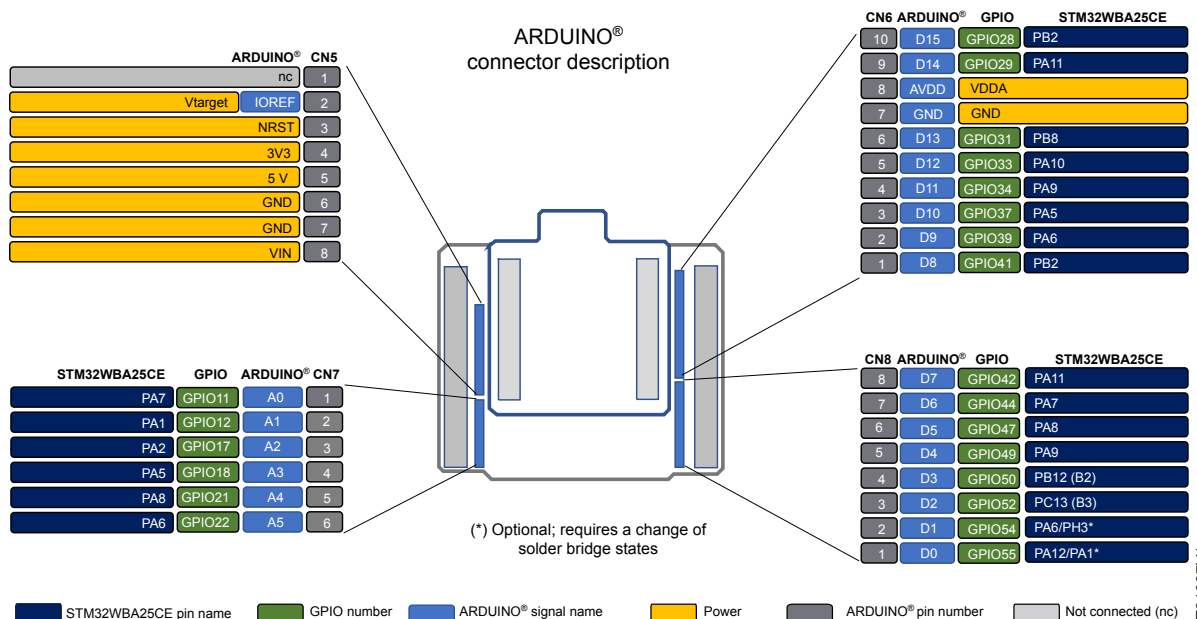 ARDUINO®
connector description
ARDUINO® CN5
nc 1
Vtarget IOREF 2
NRST 3
3V3 4
5 V 5
GND 6
GND 7
VIN 8
CN6 ARDUINO® GPIO STM32WBA25CE
10 D15 GPIO28 PB2
9 D14 GPIO29 PA11
8 AVDD VDDA
7 GND GND
6 D13 GPIO31 PB8
5 D12 GPIO33 PA10
4 D11 GPIO34 PA9
3 D10 GPIO37 PA5
2 D9 GPIO39 PA6
1 D8 GPIO41 PB2
STM32WBA25CE GPIO ARDUINO® CN7
PA7 GPIO11 A0 1
PA1 GPIO12 A1 2
PA2 GPIO17 A2 3
PA5 GPIO18 A3 4
PA8 GPIO21 A4 5
PA6 GPIO22 A5 6
CN8 ARDUINO® GPIO STM32WBA25CE
8 D7 GPIO42 PA11
7 D6 GPIO44 PA7
6 D5 GPIO47 PA8
5 D4 GPIO49 PA9
4 D3 GPIO50 PB12 (B2)
3 D2 GPIO52 PC13 (B3)
2 D1 GPIO54 PA6/PH3*
1 D0 GPIO55 PA12/PA1*
(*) Optional; requires a change of
solder bridge states
STM32WBA25CE pin name GPIO number ARDUINO® signal name Power ARDUINO® pin number Not connected (nc)